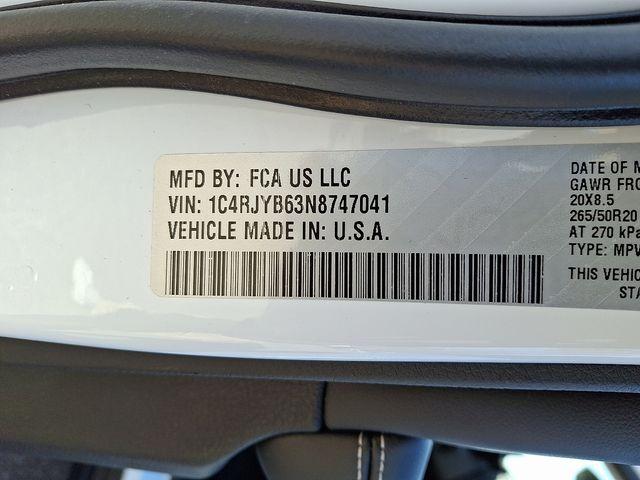 MFD BY: FCA US LLC
VIN: 1C4RJYB63N8747041
VEHICLE MADE IN: U.S.A.
DATE OF M
GAWR FRO
20X8.5
265/50R20
AT 270 kPa
TYPE: MPV
THIS VEHIC
STA